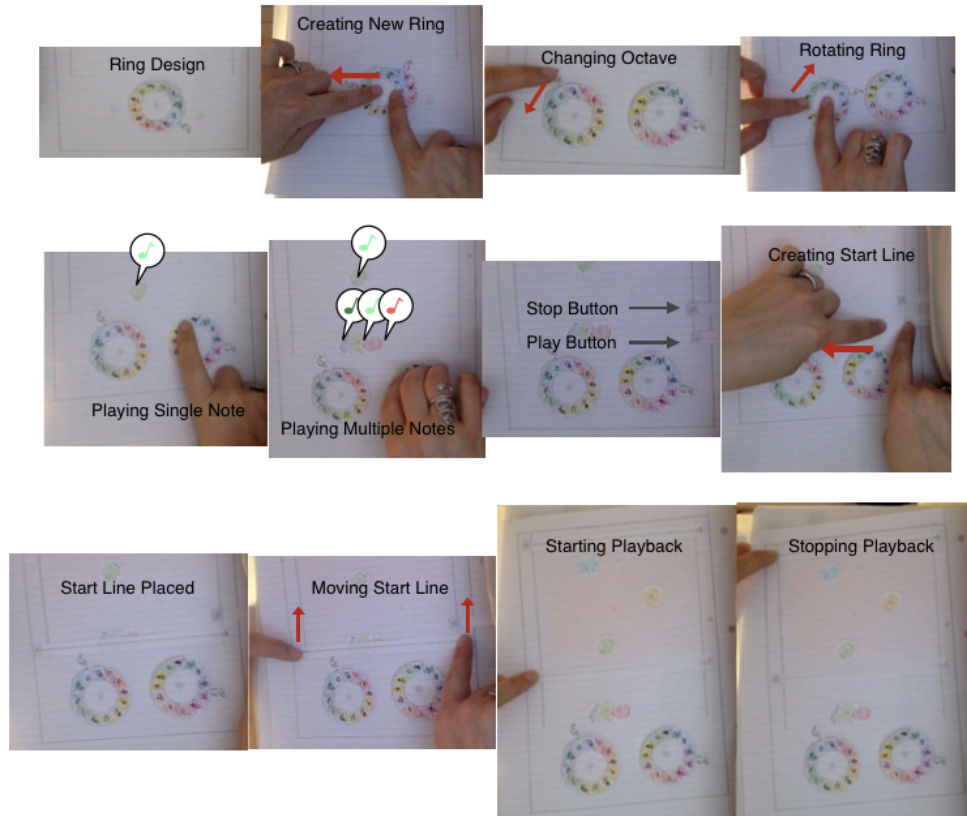 Ring Design
Creating New Ring
Changing Octave
Rotating Ring
Playing Single Note
Playing Multiple Notes
Stop Button
Play Button
Creating Start Line
Start Line Placed
Moving Start Line
Starting Playback
Stopping Playback